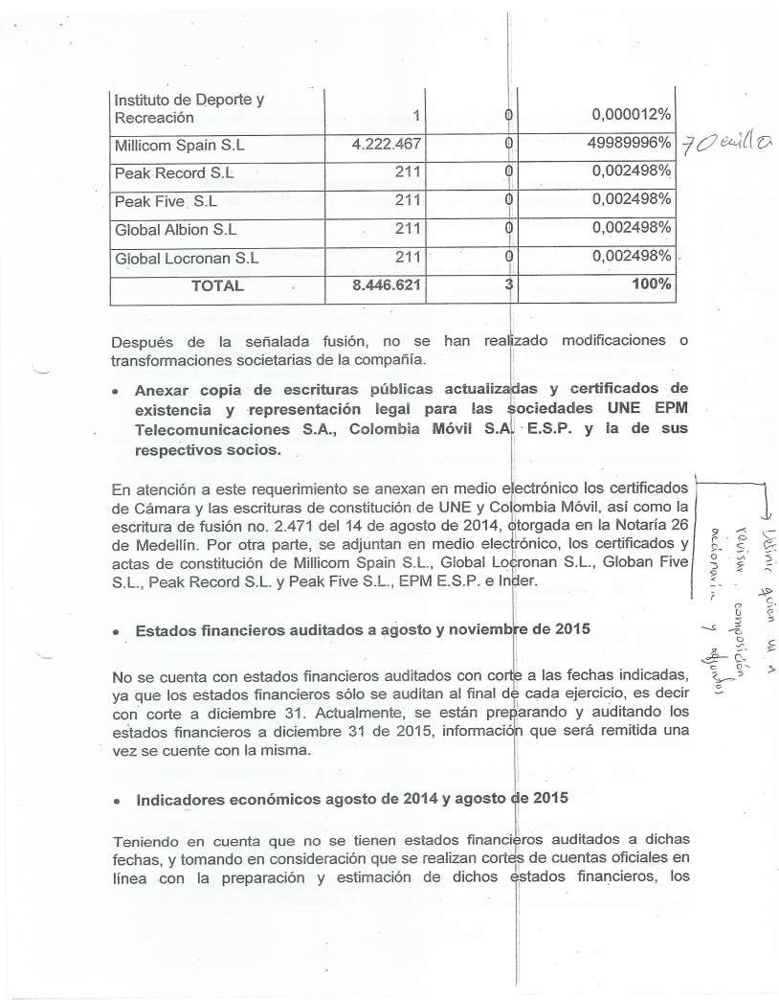 Instituto de Deporte y
Recreación 1 0 0,000012%
Millicom Spain S.L 4.222.467 0 49989996%
Peak Record S.L 211 0 0,002498%
Peak Five S.L 211 0 0,002498%
Global Albion S.L 211 0 0,002498%
Global Locronan S.L 211 0 0,002498%
TOTAL 8.446.621 3 100%
Después de la señalada fusión, no se han realizado modificaciones o
transformaciones societarias de la compañía.
• Anexar copia de escrituras públicas actualizadas y certificados de
existencia y representación legal para las sociedades UNE EPM
Telecomunicaciones S.A., Colombia Móvil S.A. E.S.P. y la de sus
respectivos socios.
En atención a este requerimiento se anexan en medio electrónico los certificados
de Cámara y las escrituras de constitución de UNE y Colombia Móvil, así como la
escritura de fusión no. 2.471 del 14 de agosto de 2014, otorgada en la Notaría 26
de Medellín. Por otra parte, se adjuntan en medio electrónico, los certificados y
actas de constitución de Millicom Spain S.L., Global Locronan S.L., Globan Five
S.L., Peak Record S.L. y Peak Five S.L., EPM E.S.P. e Inder.
• Estados financieros auditados a agosto y noviembre de 2015
No se cuenta con estados financieros auditados con corte a las fechas indicadas,
ya que los estados financieros sólo se auditan al final de cada ejercicio, es decir
con corte a diciembre 31. Actualmente, se están preparando y auditando los
estados financieros a diciembre 31 de 2015, información que será remitida una
vez se cuente con la misma.
• Indicadores económicos agosto de 2014 y agosto de 2015
Teniendo en cuenta que no se tienen estados financieros auditados a dichas
fechas, y tomando en consideración que se realizan cortes de cuentas oficiales en
línea con la preparación y estimación de dichos estados financieros, los
70
Definir quien va a
revisar composición
accionaria y adjuntos